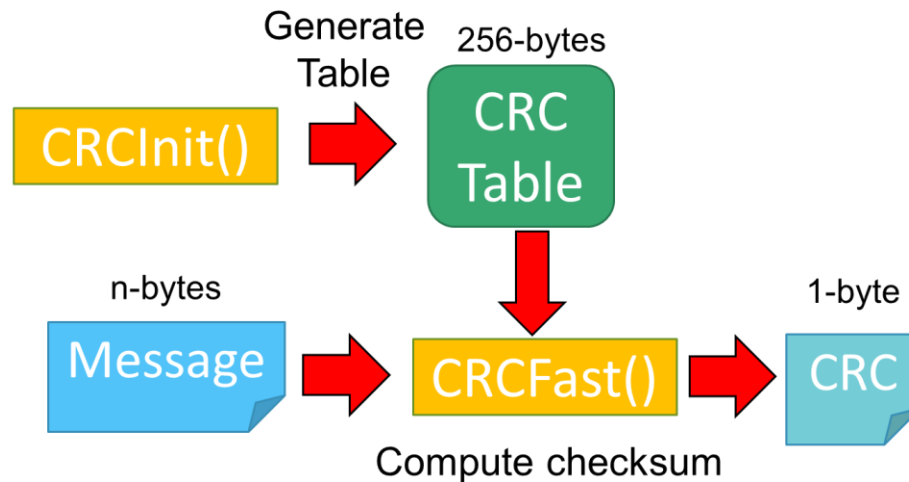 Generate
Table
256-bytes
CRCInit()
CRC
Table
n-bytes
1-byte
Message
CRCFast()
CRC
Compute checksum